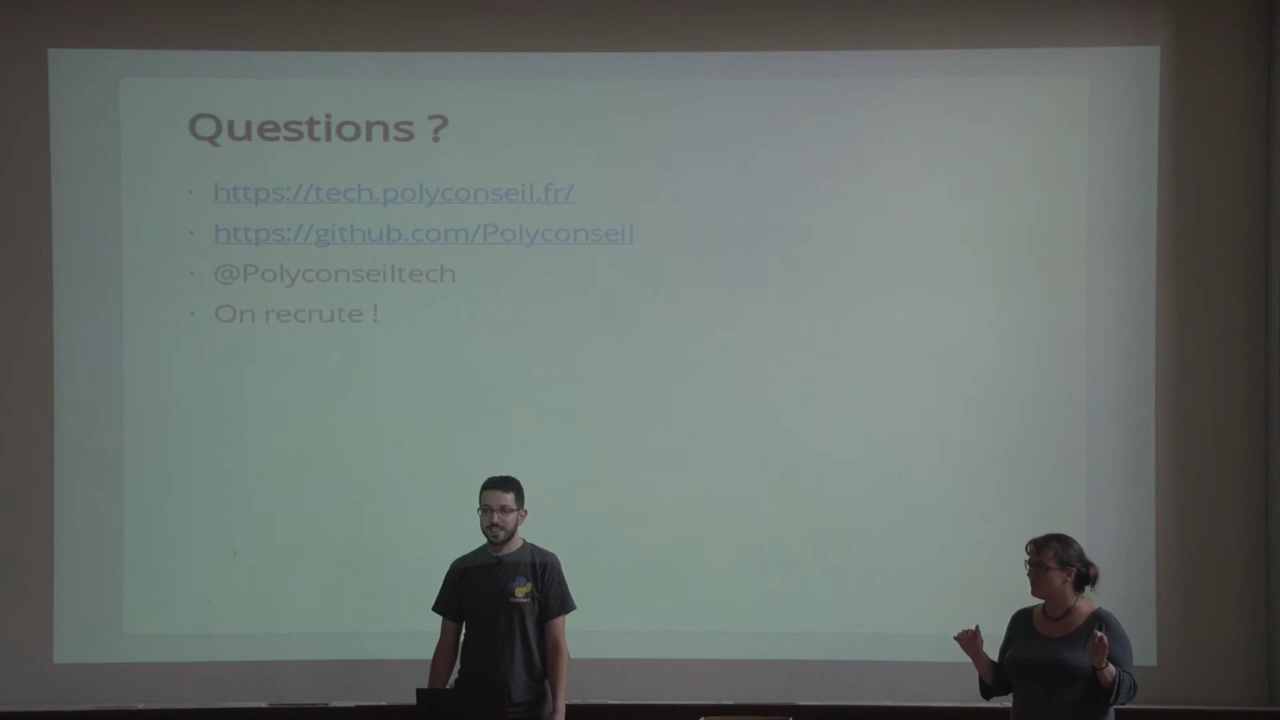 Questions ?
https://tech.polyconseil.fr/
https://github.com/Polyconseil
@Polyconseiltech
On recrute !